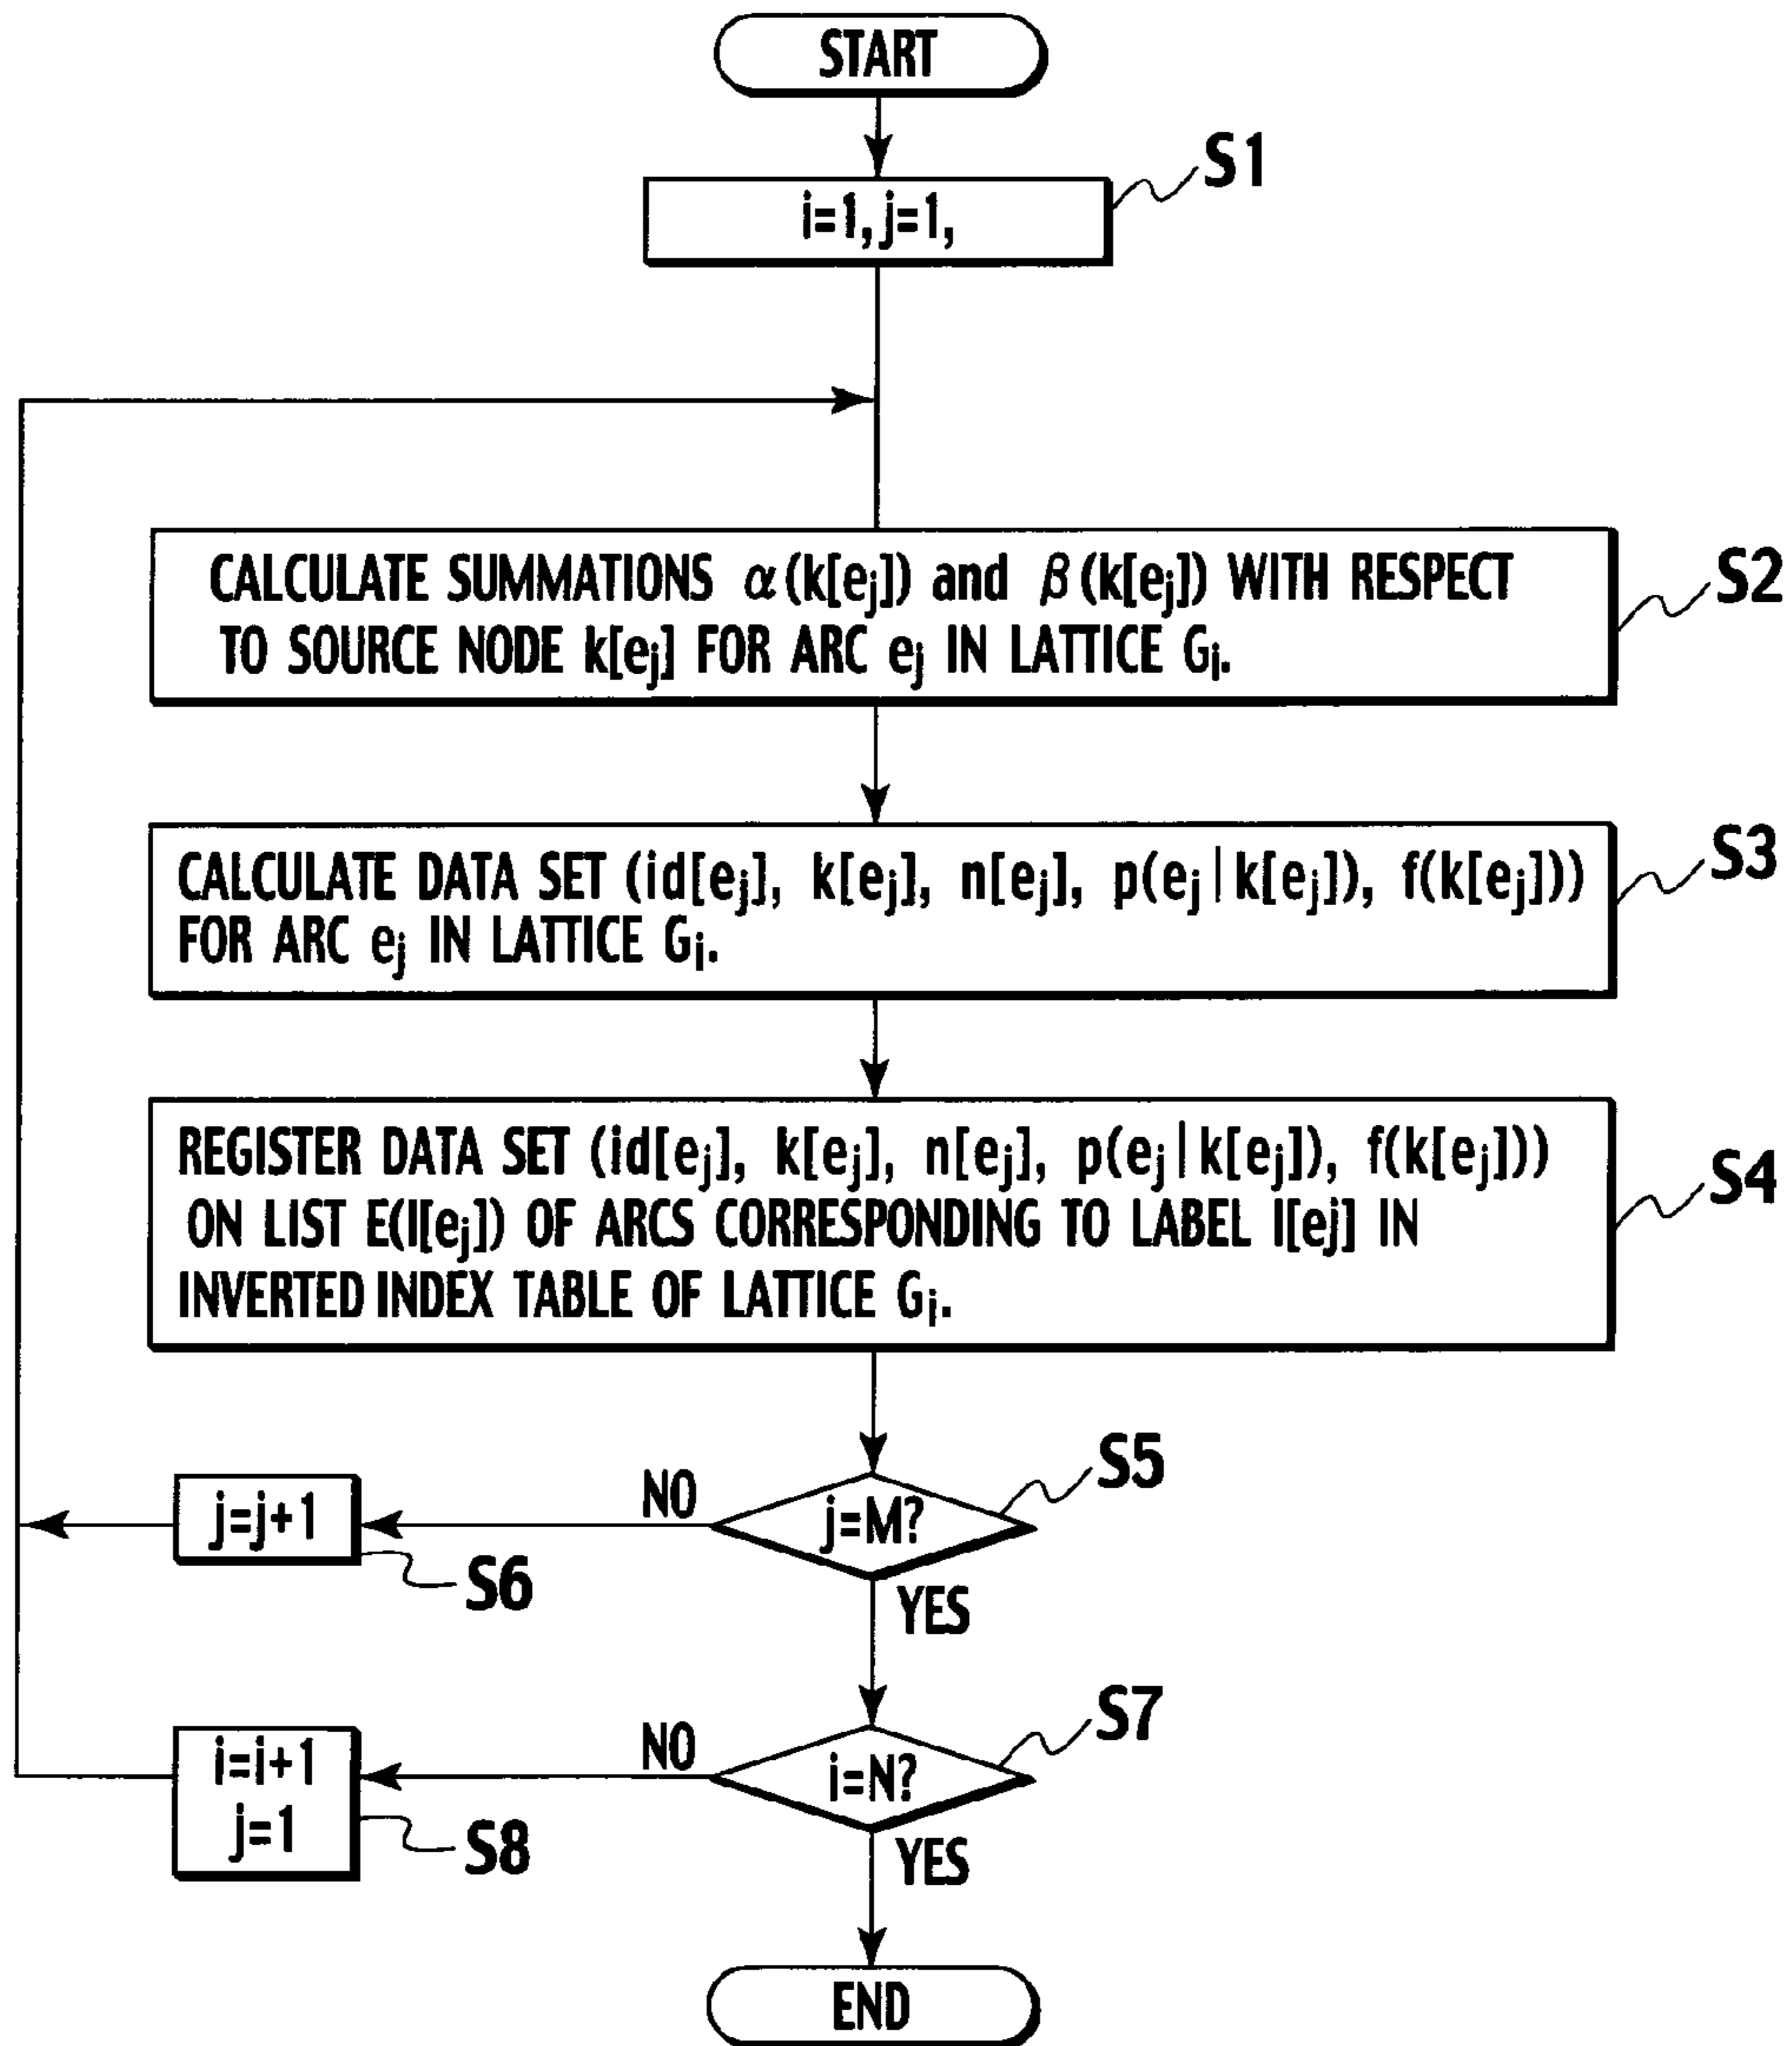 START
S1
i=1, j=1,
CALCULATE SUMMATIONS α(k[ej]) and β(k[ej]) WITH RESPECT
TO SOURCE NODE k[ej] FOR ARC ej IN LATTICE Gi.
S2
CALCULATE DATA SET (id[ej], k[ej], n[ej], p(ej|k[ej]), f(k[ej]))
FOR ARC ej IN LATTICE Gi.
S3
REGISTER DATA SET (id[ej], k[ej], n[ej], p(ej|k[ej]), f(k[ej]))
ON LIST E(l[ej]) OF ARCS CORRESPONDING TO LABEL l[ej] IN
INVERTED INDEX TABLE OF LATTICE Gi.
S4
S5
j=M?
NO
j=j+1
S6
YES
S7
i=N?
NO
i=i+1
j=1
S8
YES
END